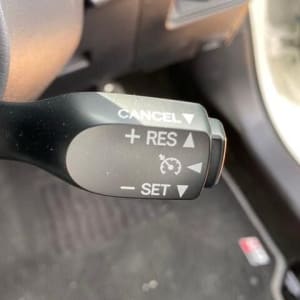 CANCEL▼
+ RES ▲
◄
− SET ▼